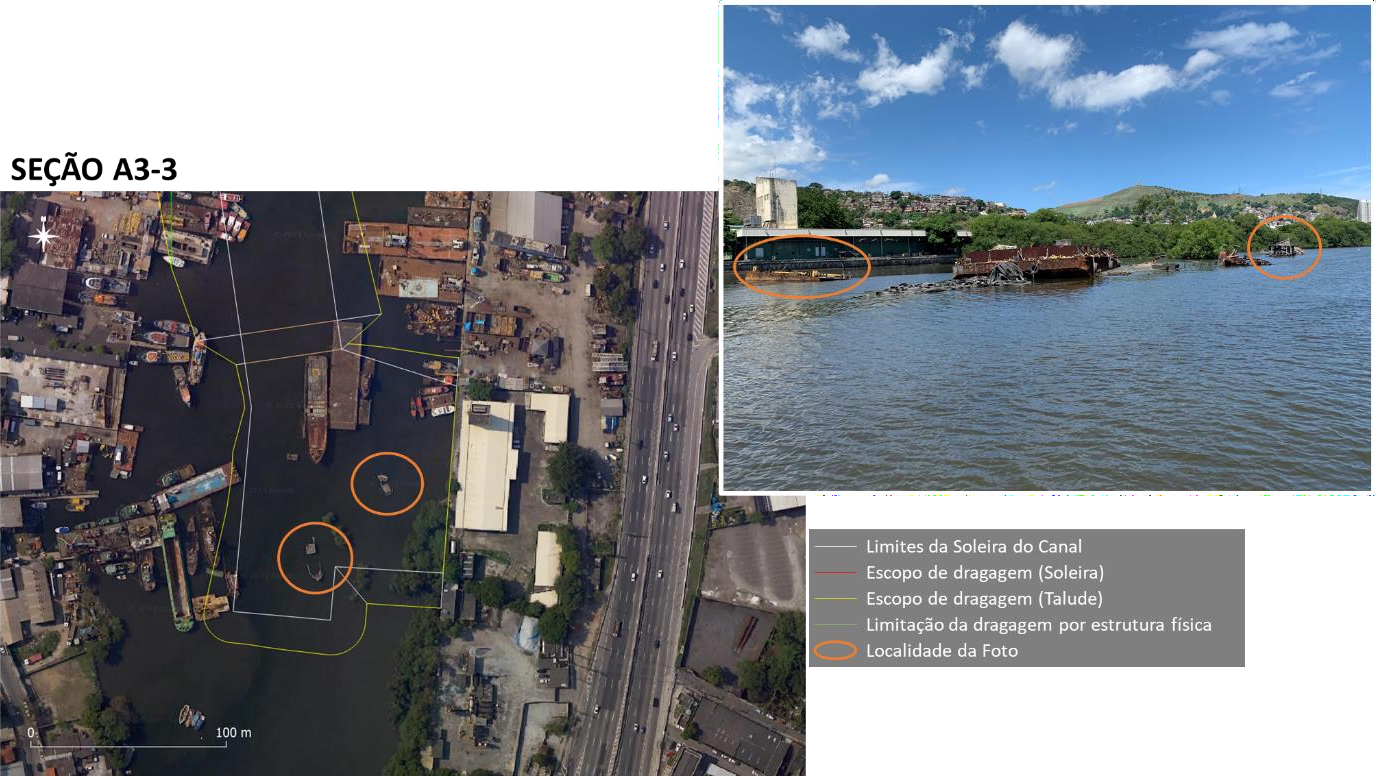 SEÇÃO A3-3
N
0
100 m
Limites da Soleira do Canal
Escopo de dragagem (Soleira)
Escopo de dragagem (Talude)
Limitação da dragagem por estrutura física
Localidade da Foto